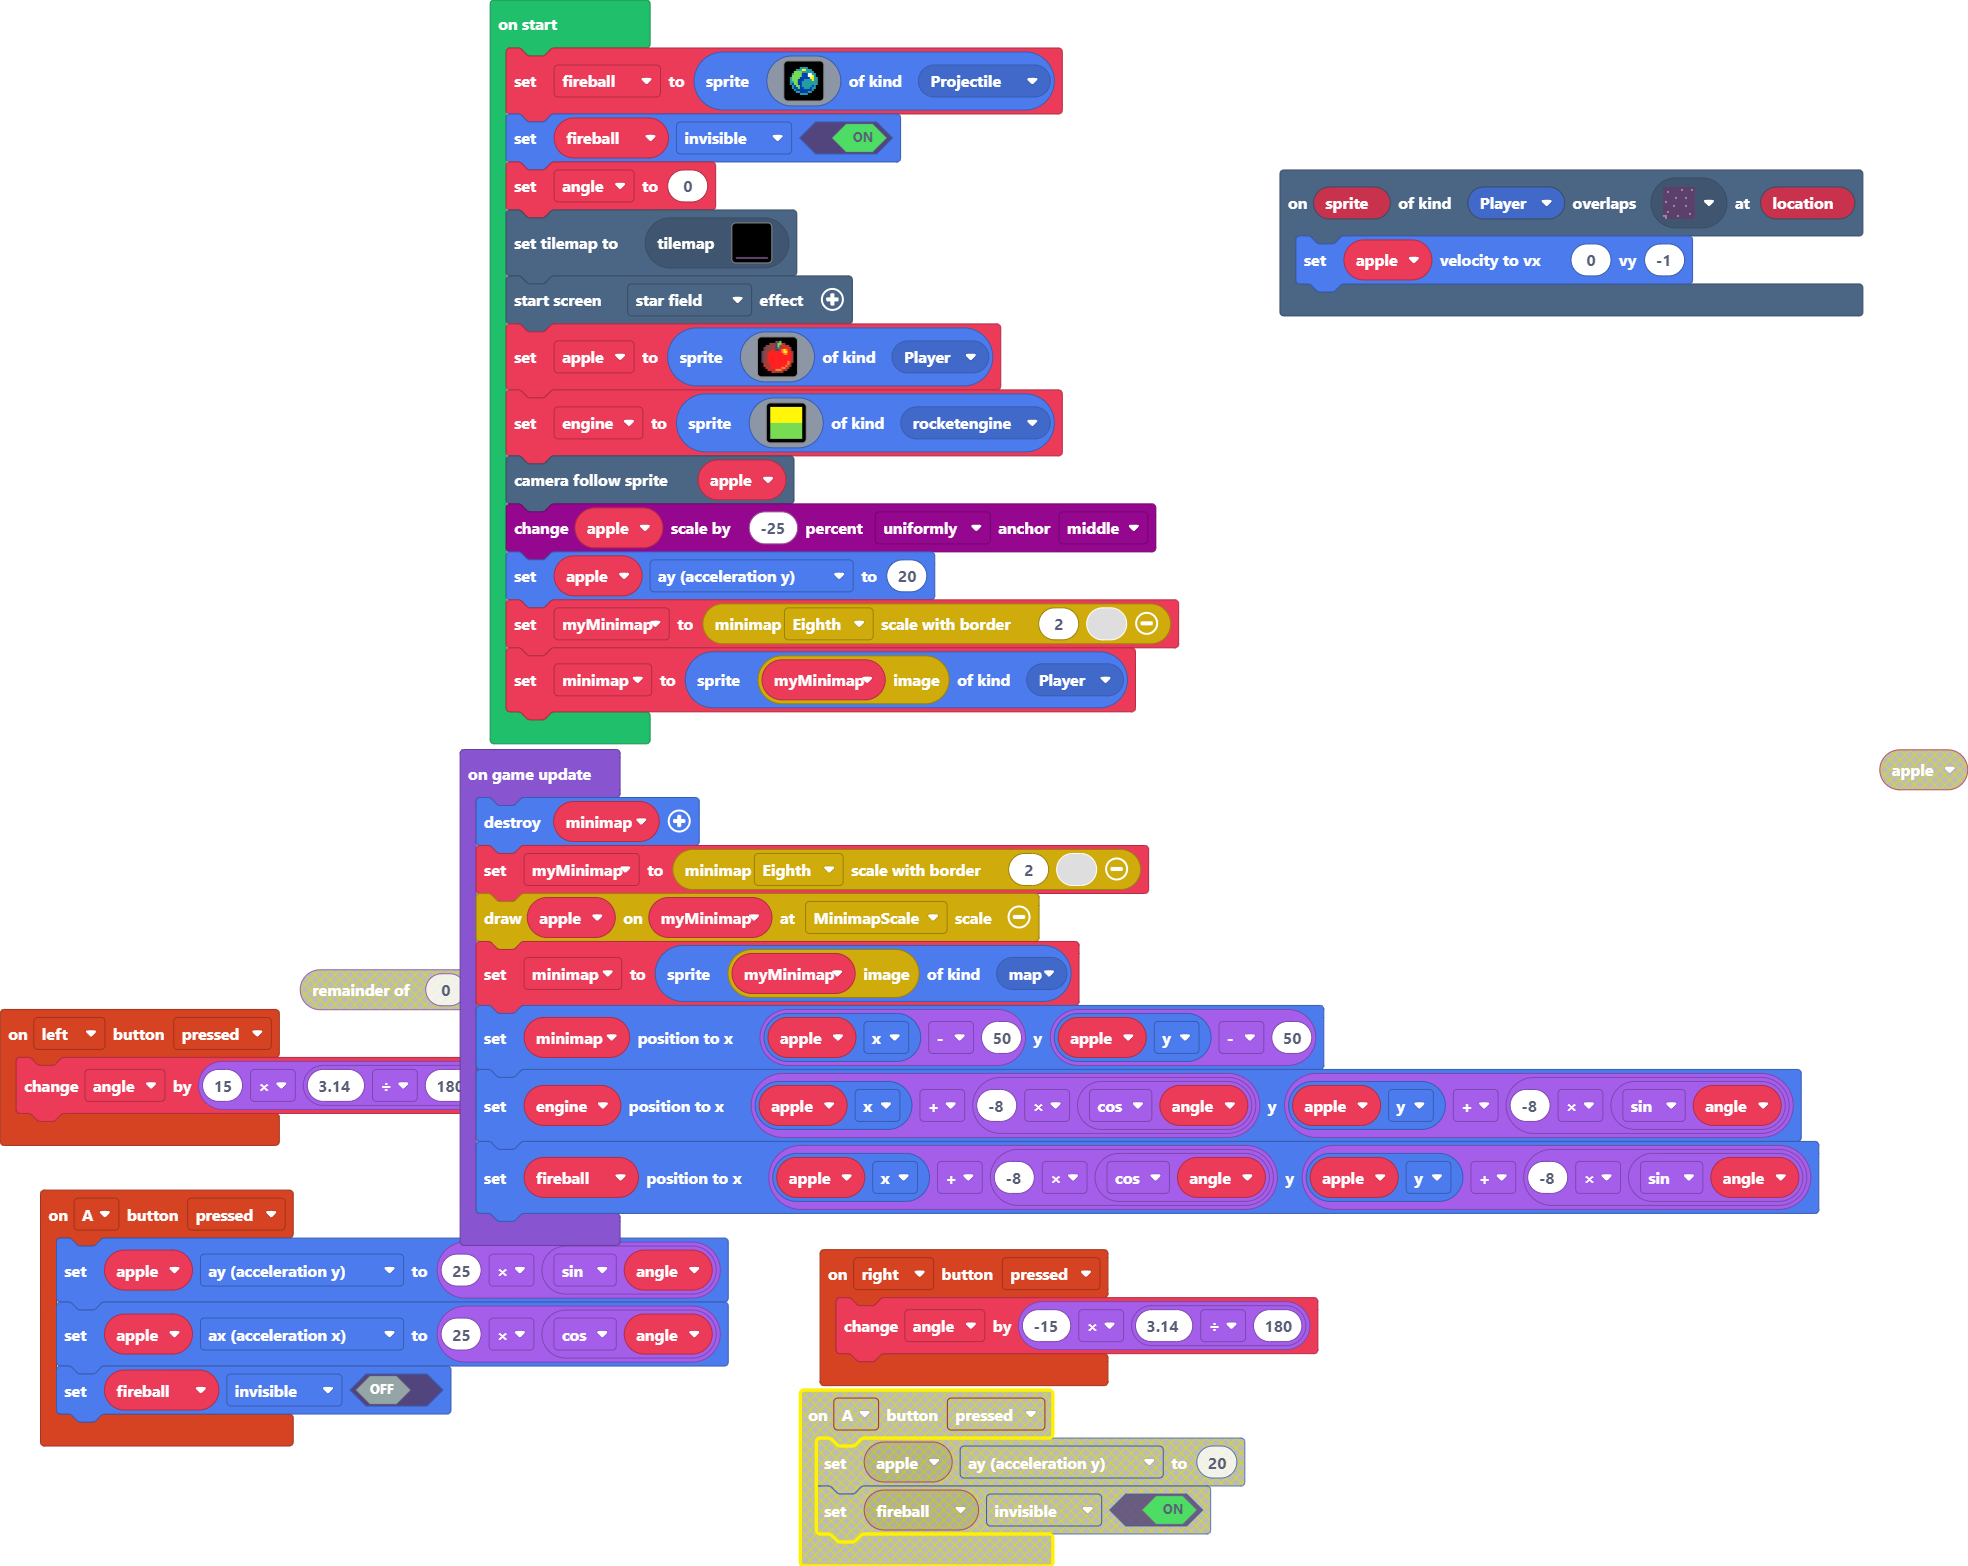 on start
set fireball to sprite of kind Projectile
set fireball invisible ON
set angle to 0
set tilemap to tilemap
start screen star field effect
set apple to sprite of kind Player
set engine to sprite of kind rocketengine
camera follow sprite apple
change apple scale by -25 percent uniformly anchor middle
set apple ay (acceleration y) to 20
set myMinimap to minimap Eighth scale with border 2
set minimap to sprite myMinimap image of kind Player
on sprite of kind Player overlaps at location
set apple velocity to vx 0 vy -1
apple
on game update
destroy minimap
set myMinimap to minimap Eighth scale with border 2
draw apple on myMinimap at MinimapScale scale
set minimap to sprite myMinimap image of kind map
set minimap position to x apple x - 50 y apple y - 50
set engine position to x apple x + -8 × cos angle y apple y + -8 × sin angle
set fireball position to x apple x + -8 × cos angle y apple y + -8 × sin angle
remainder of 0
on left button pressed
change angle by 15 × 3.14 ÷ 180
on A button pressed
set apple ay (acceleration y) to 25 × sin angle
set apple ax (acceleration x) to 25 × cos angle
set fireball invisible OFF
on right button pressed
change angle by -15 × 3.14 ÷ 180
on A button pressed
set apple ay (acceleration y) to 20
set fireball invisible ON